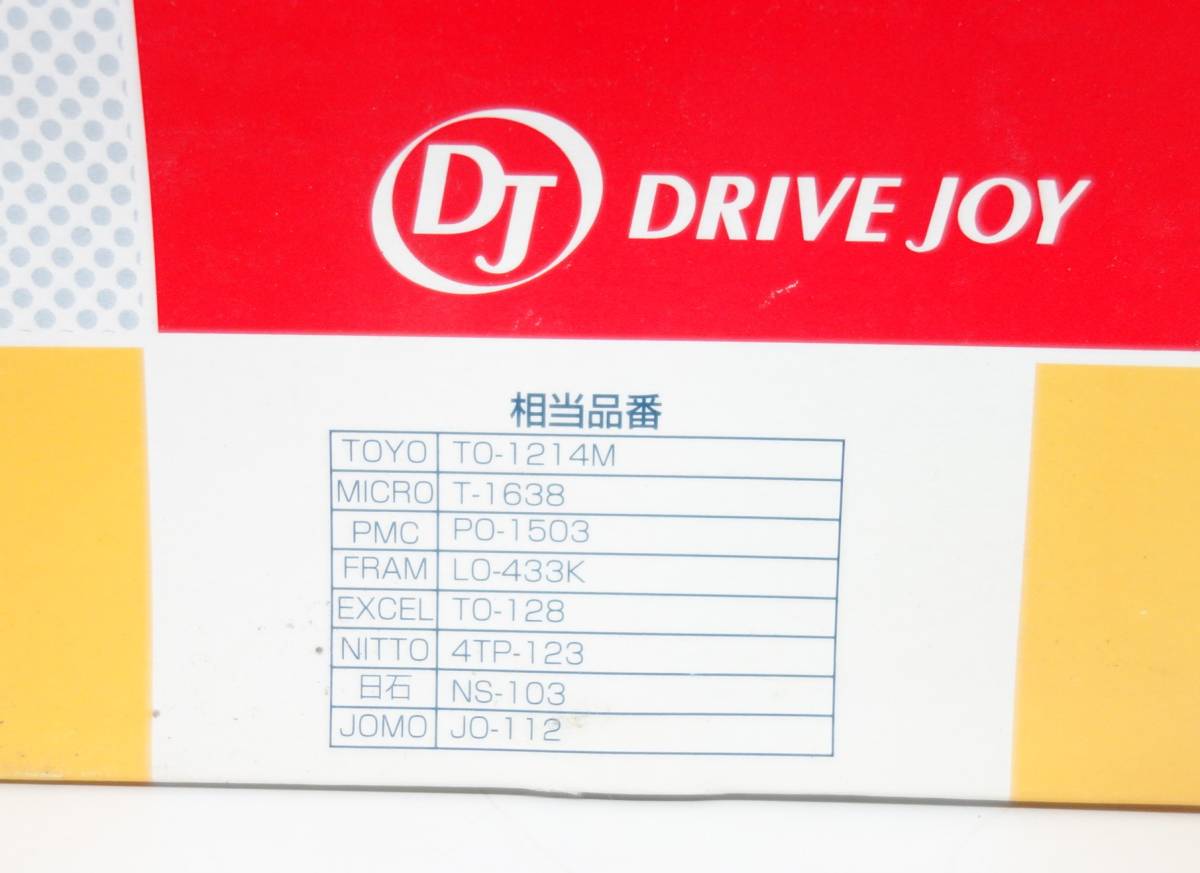 DJ DRIVE JOY
相当品番
TOYO TO-1214M
MICRO T-1638
PMC PO-1503
FRAM LO-433K
EXCEL TO-128
NITTO 4TP-123
日石 NS-103
JOMO JO-112